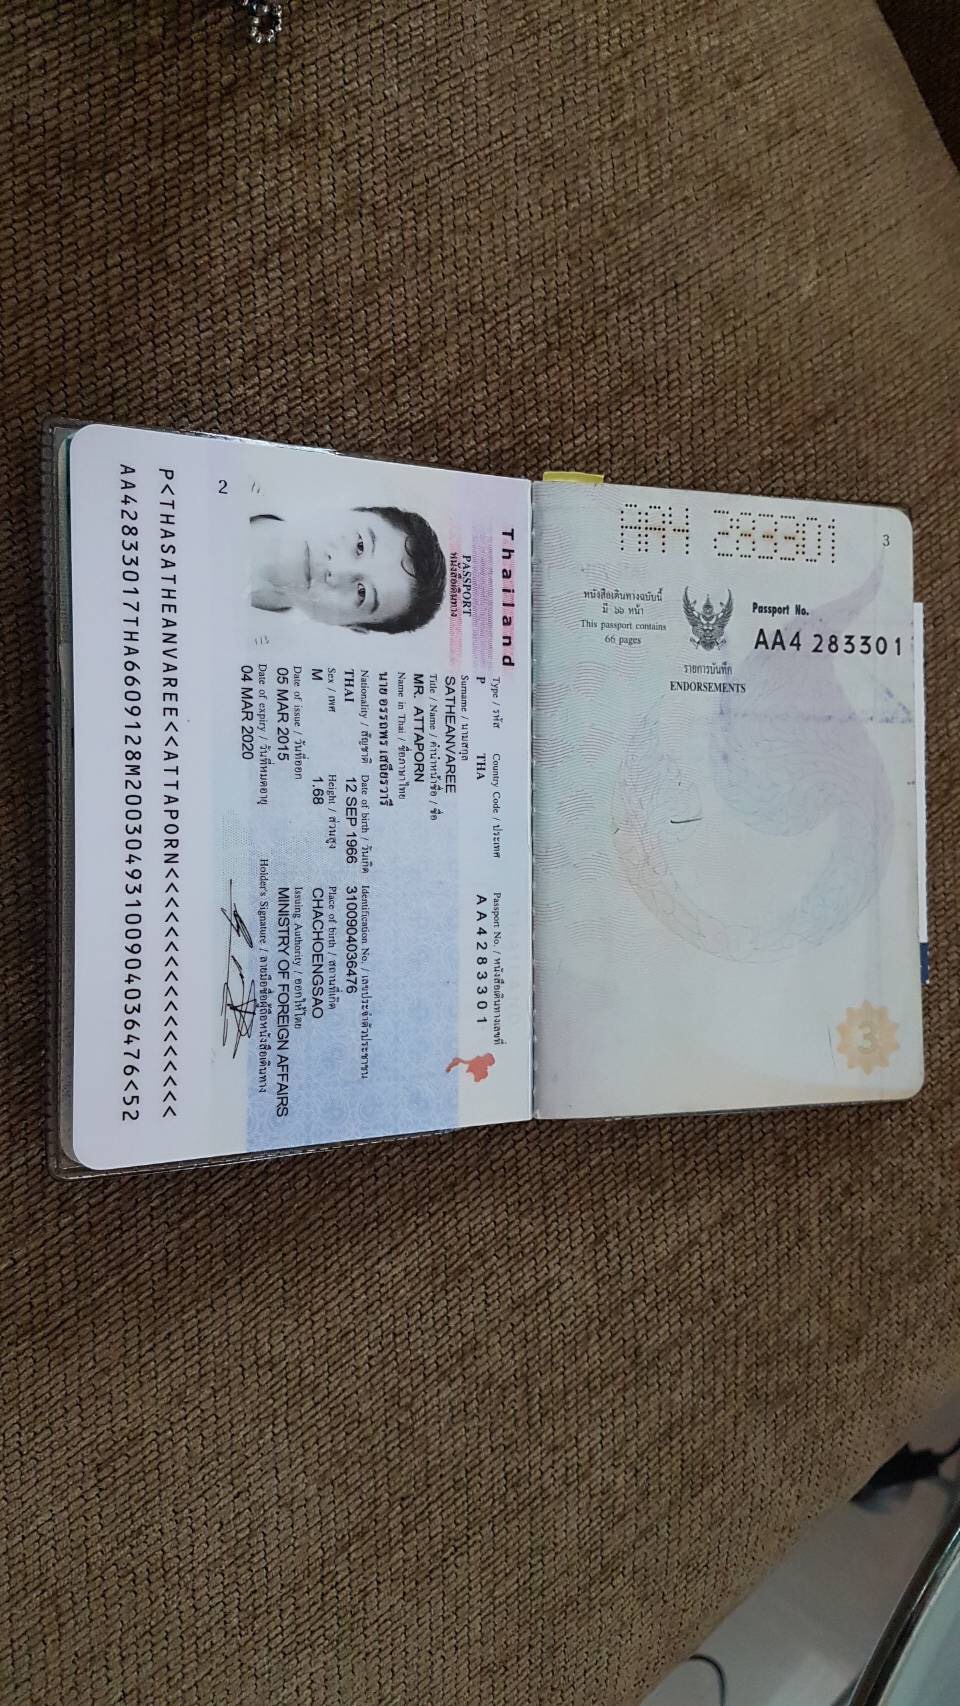 3
AA4 283301
Passport No.
AA4 283301
รายการบันทึก
ENDORSEMENTS
หนังสือเดินทางฉบับนี้
มี ๖๖ หน้า
This passport contains
66 pages
3
THAILAND
Thailand
PASSPORT
หนังสือเดินทาง
Type / รหัส Country Code / ประเทศ Passport No. / หนังสือเดินทางเลขที่
P THA AA4283301
Surname / นามสกุล
SATHEANVAREE
Title / Name / คำนำหน้าชื่อ / ชื่อ
MR. ATTAPORN
Name in Thai / ชื่อภาษาไทย
นาย อรรถพร เสถียรวารี
Nationality / สัญชาติ Date of birth / วันเกิด Identification No. / เลขประจำตัวประชาชน
THAI 12 SEP 1966 3100904036476
Sex / เพศ Height / ส่วนสูง Place of birth / สถานที่เกิด
M 1.68 CHACHOENGSAO
Date of issue / วันที่ออก Issuing Authority / ออกให้โดย
05 MAR 2015 MINISTRY OF FOREIGN AFFAIRS
Date of expiry / วันที่หมดอายุ Holder's Signature / ลายมือชื่อผู้ถือหนังสือเดินทาง
04 MAR 2020
2
P<THASATHEANVAREE<<ATTAPORN<<<<<<<<<<<<<<<<<
AA42833017THA6609128M20030493100904036476<52